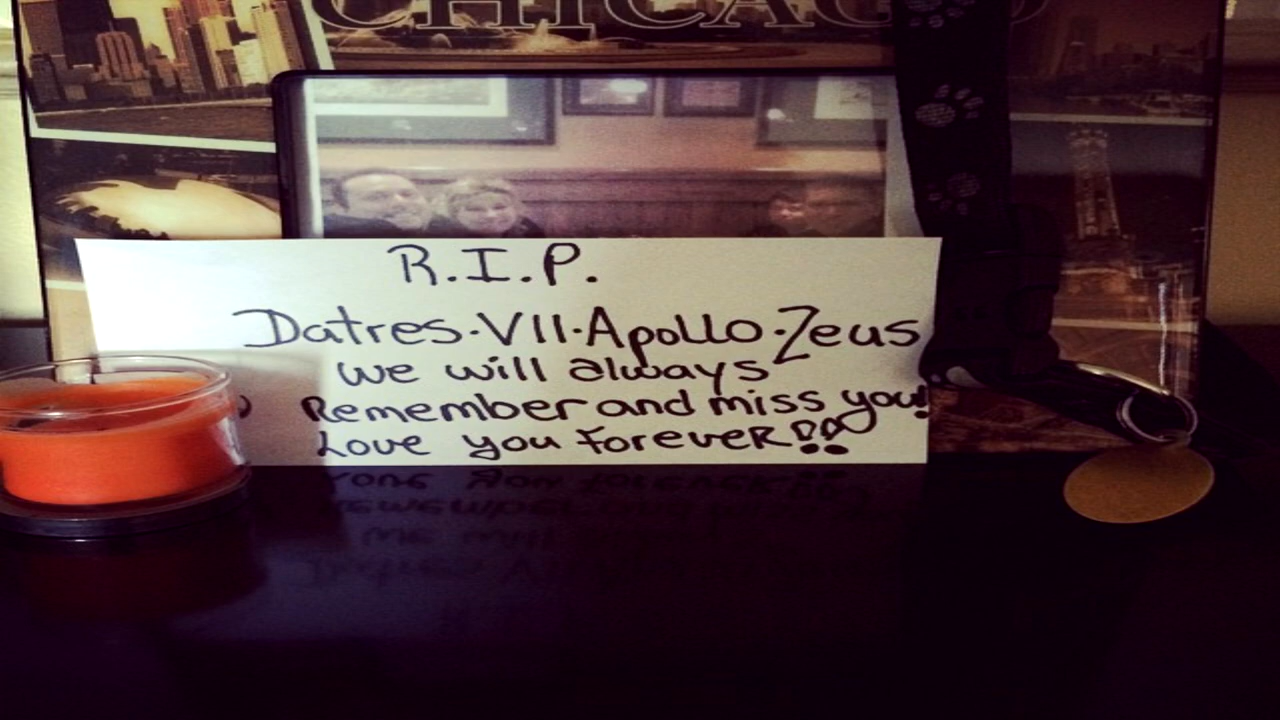 CHICAGO
R.I.P.
Datres·VII·Apollo·Zeus
we will always
Remember and miss you!
Love you ForeveR!!